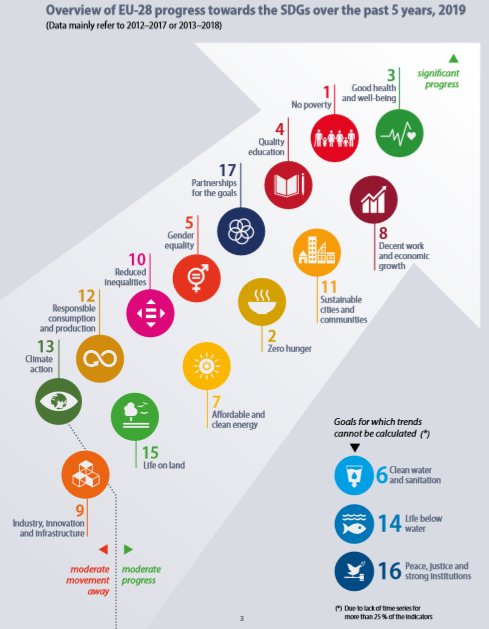 Overview of EU-28 progress towards the SDGs over the past 5 years, 2019
(Data mainly refer to 2012–2017 or 2013–2018)
significant
progress
3
Good health
and well-being
1
No poverty
4
Quality
education
17
Partnerships
for the goals
8
Decent work
and economic
growth
5
Gender
equality
11
Sustainable
cities and
communities
10
Reduced
inequalities
2
Zero hunger
12
Responsible
consumption
and production
13
Climate
action
7
Affordable and
clean energy
15
Life on land
9
Industry, innovation
and infrastructure
moderate
movement
away
moderate
progress
Goals for which trends
cannot be calculated (*)
6 Clean water
and sanitation
14 Life below
water
16 Peace, justice and
strong institutions
(*) Due to lack of time series for
more than 25 % of the indicators
3